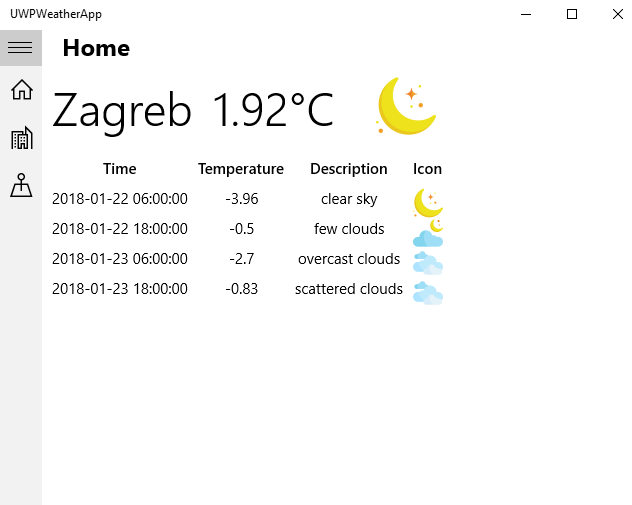 UWPWeatherApp
Home
Zagreb 1.92°C
Time Temperature Description Icon
2018-01-22 06:00:00 -3.96 clear sky
2018-01-22 18:00:00 -0.5 few clouds
2018-01-23 06:00:00 -2.7 overcast clouds
2018-01-23 18:00:00 -0.83 scattered clouds